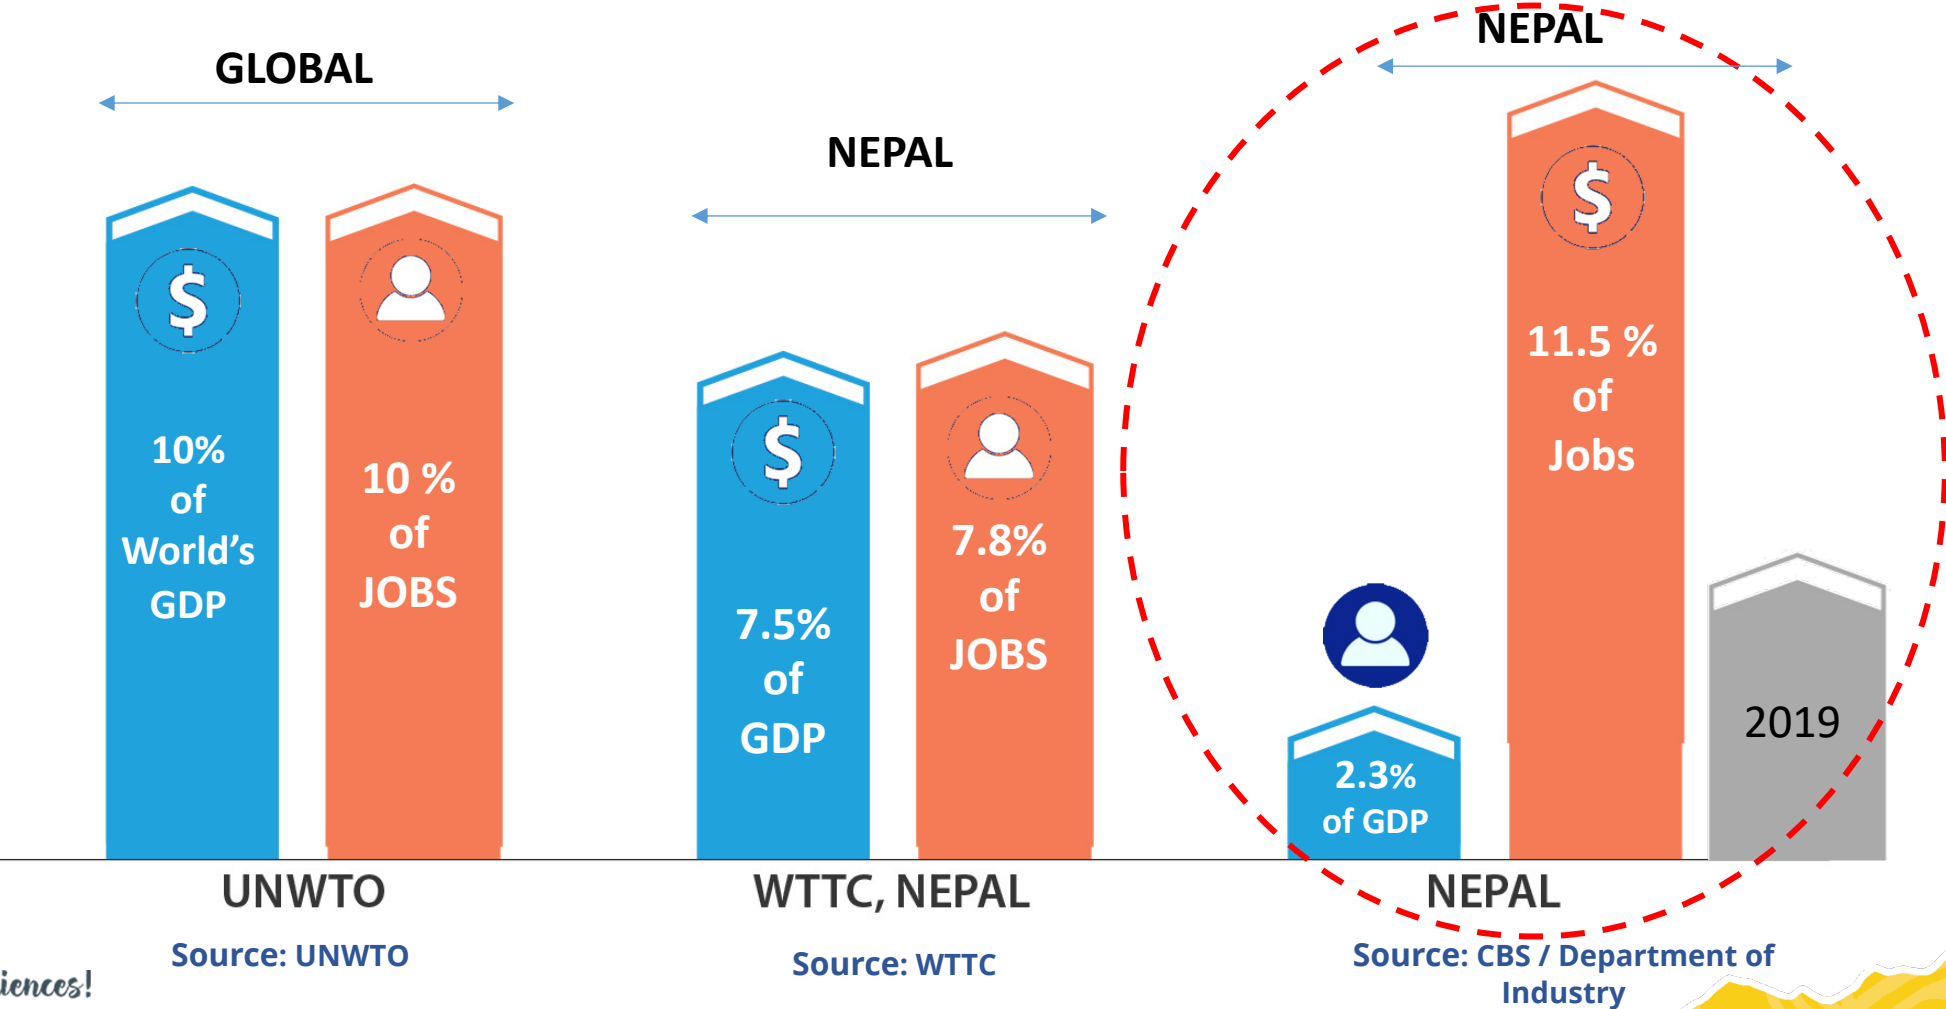 GLOBAL
10%
of
World's
GDP
10 %
of
JOBS
UNWTO
Source: UNWTO
NEPAL
7.5%
of
GDP
7.8%
of
JOBS
WTTC, NEPAL
Source: WTTC
NEPAL
2.3%
of GDP
11.5 %
of
Jobs
2019
NEPAL
Source: CBS / Department of
Industry